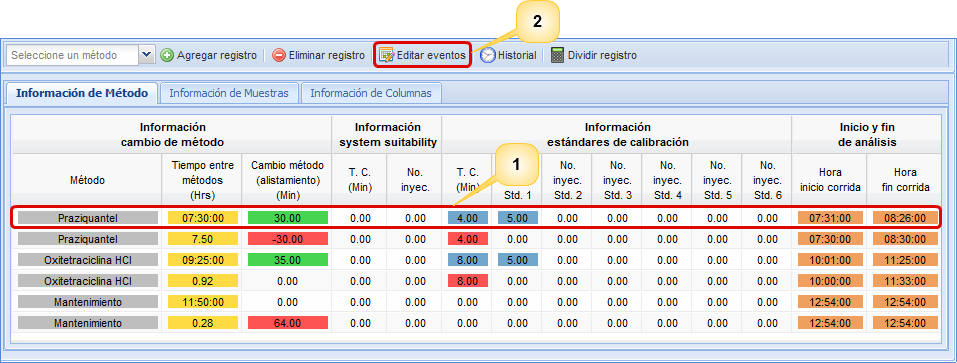 2
Seleccione un método Agregar registro Eliminar registro Editar eventos Historial Dividir registro
Información de Método Información de Muestras Información de Columnas
Información Información Información Inicio y fin
cambio de método system suitability estándares de calibración de análisis
1
Tiempo entre Cambio método T. C. No. T. C. No. No. No. No. No. Hora Hora
Método métodos (alistamiento) (Min) inyec. (Min) inyec. inyec. inyec. inyec. inyec. inicio corrida fin corrida
(Hrs) (Min) Std. 1 Std. 2 Std. 3 Std. 4 Std. 5 Std. 6
Praziquantel 07:30:00 30.00 0.00 0.00 4.00 5.00 0.00 0.00 0.00 0.00 0.00 07:31:00 08:26:00
Praziquantel 7.50 -30.00 0.00 0.00 4.00 0.00 0.00 0.00 0.00 0.00 0.00 07:30:00 08:30:00
Oxitetraciclina HCl 09:25:00 35.00 0.00 0.00 8.00 5.00 0.00 0.00 0.00 0.00 0.00 10:01:00 11:25:00
Oxitetraciclina HCl 0.92 0.00 0.00 0.00 8.00 0.00 0.00 0.00 0.00 0.00 0.00 10:00:00 11:33:00
Mantenimiento 11:50:00 0.00 0.00 0.00 0.00 0.00 0.00 0.00 0.00 0.00 0.00 12:54:00 12:54:00
Mantenimiento 0.28 64.00 0.00 0.00 0.00 0.00 0.00 0.00 0.00 0.00 0.00 12:54:00 12:54:00